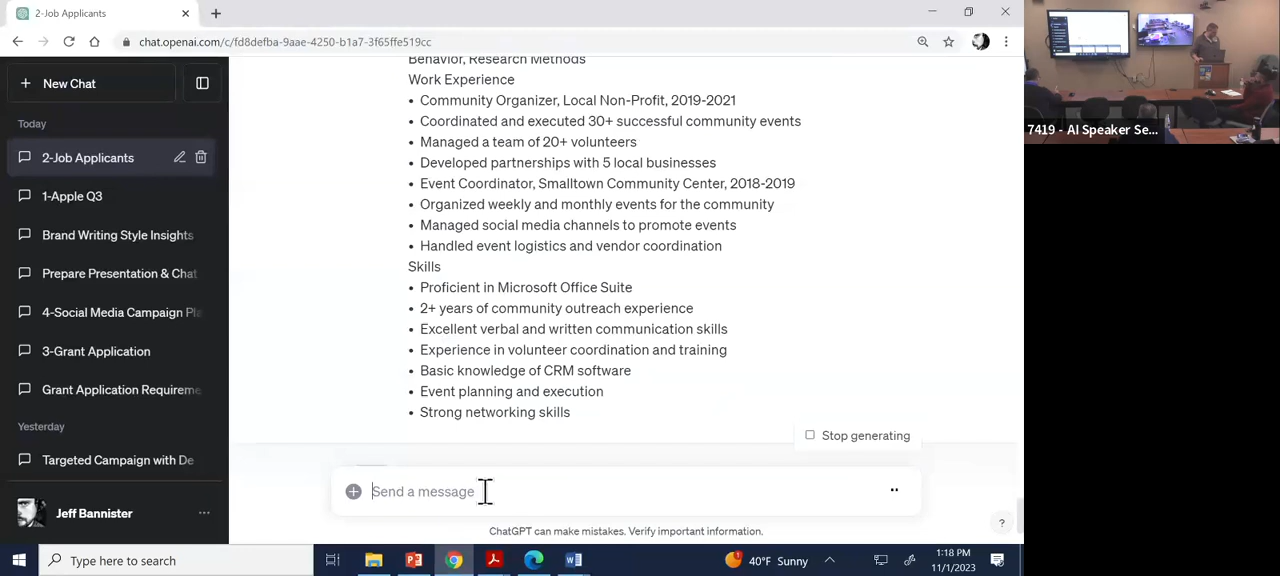 2-Job Applicants
chat.openai.com/c/fd8defba-9aae-4250-b1b1-3f65ffe519cc
New Chat
Today
2-Job Applicants
1-Apple Q3
Brand Writing Style Insights
Prepare Presentation & Chat
4-Social Media Campaign Pla
3-Grant Application
Grant Application Requireme
Yesterday
Targeted Campaign with De
Jeff Bannister
Behavior, Research Methods
Work Experience
• Community Organizer, Local Non-Profit, 2019-2021
• Coordinated and executed 30+ successful community events
• Managed a team of 20+ volunteers
• Developed partnerships with 5 local businesses
• Event Coordinator, Smalltown Community Center, 2018-2019
• Organized weekly and monthly events for the community
• Managed social media channels to promote events
• Handled event logistics and vendor coordination
Skills
• Proficient in Microsoft Office Suite
• 2+ years of community outreach experience
• Excellent verbal and written communication skills
• Experience in volunteer coordination and training
• Basic knowledge of CRM software
• Event planning and execution
• Strong networking skills
Stop generating
Send a message
ChatGPT can make mistakes. Verify important information.
?
7419 - AI Speaker Se...
Type here to search
40°F Sunny
1:18 PM
11/1/2023